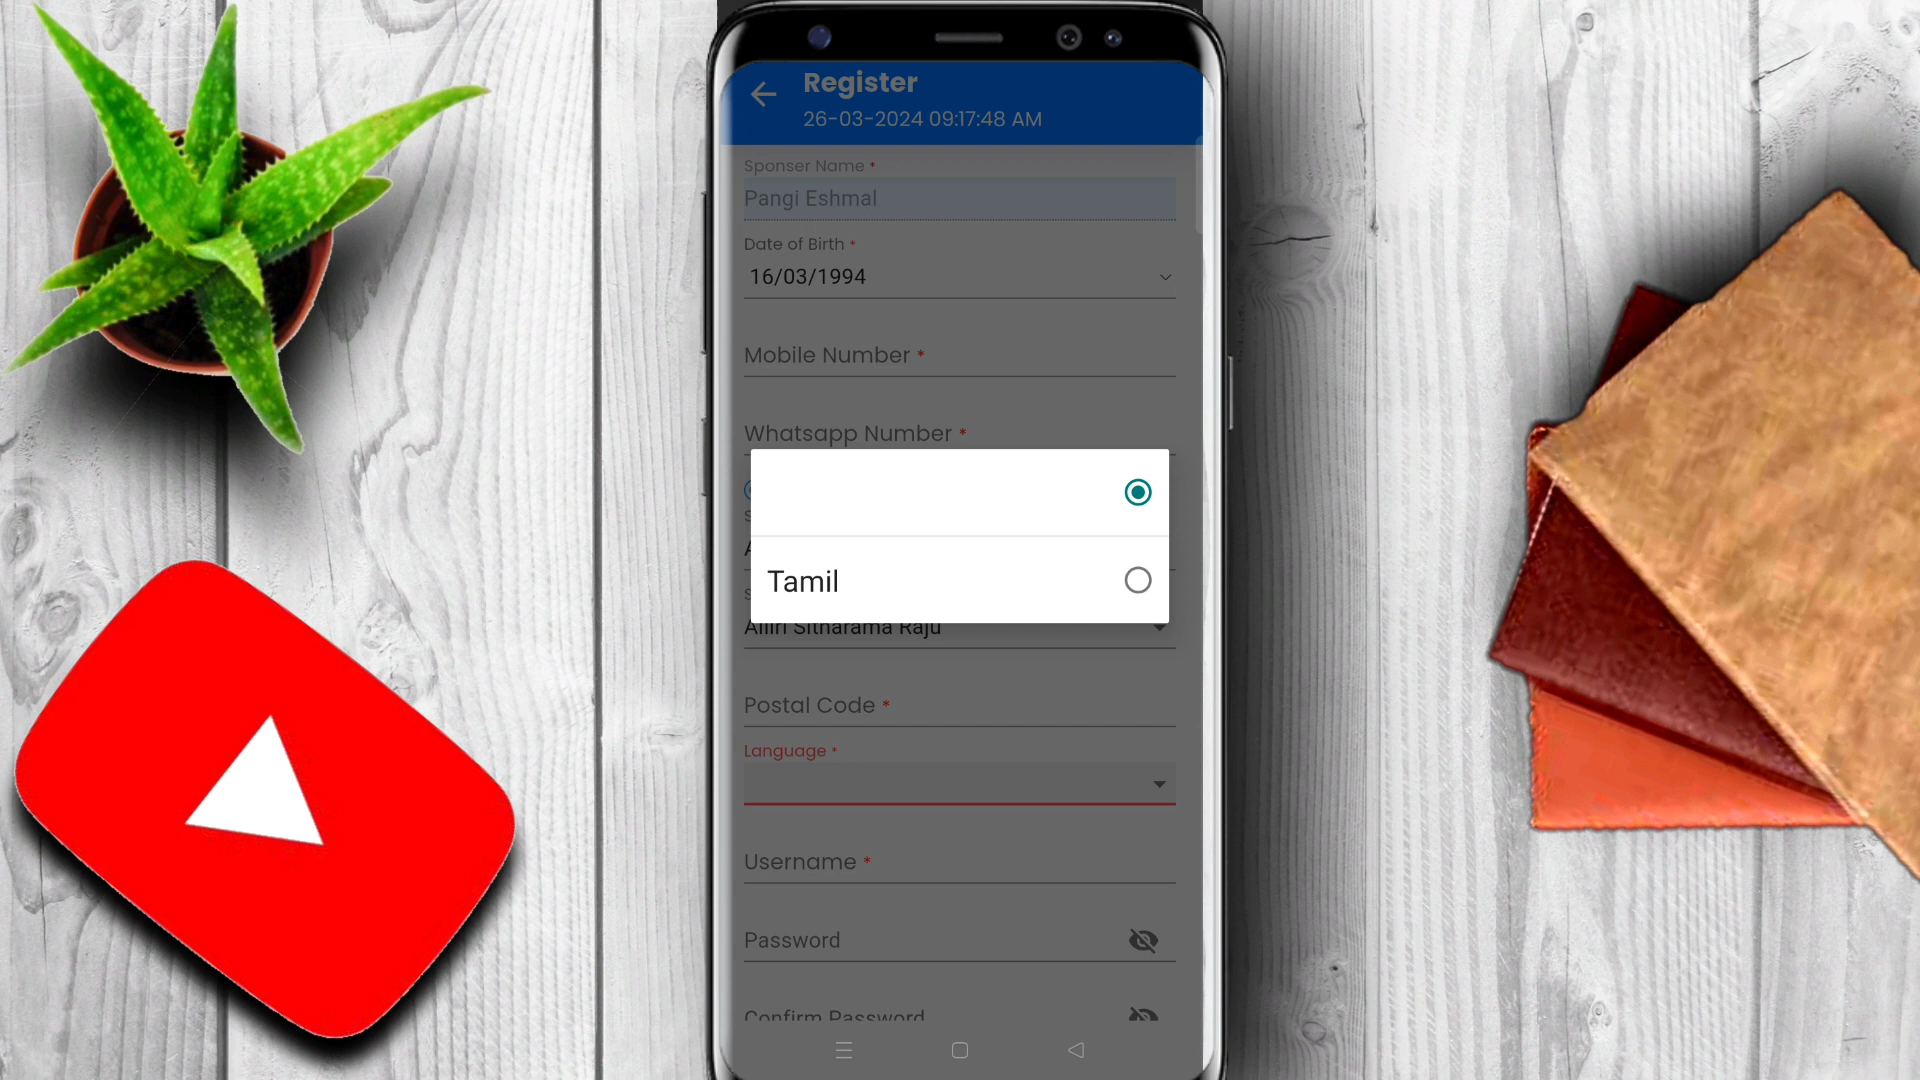 Register
26-03-2024 09:17:48 AM
Sponser Name *
Pangi Eshmal
Date of Birth *
16/03/1994
Mobile Number *
Whatsapp Number *
Tamil
Alliri Sitharama Raju
Postal Code *
Language *
Username *
Password
Confirm Password